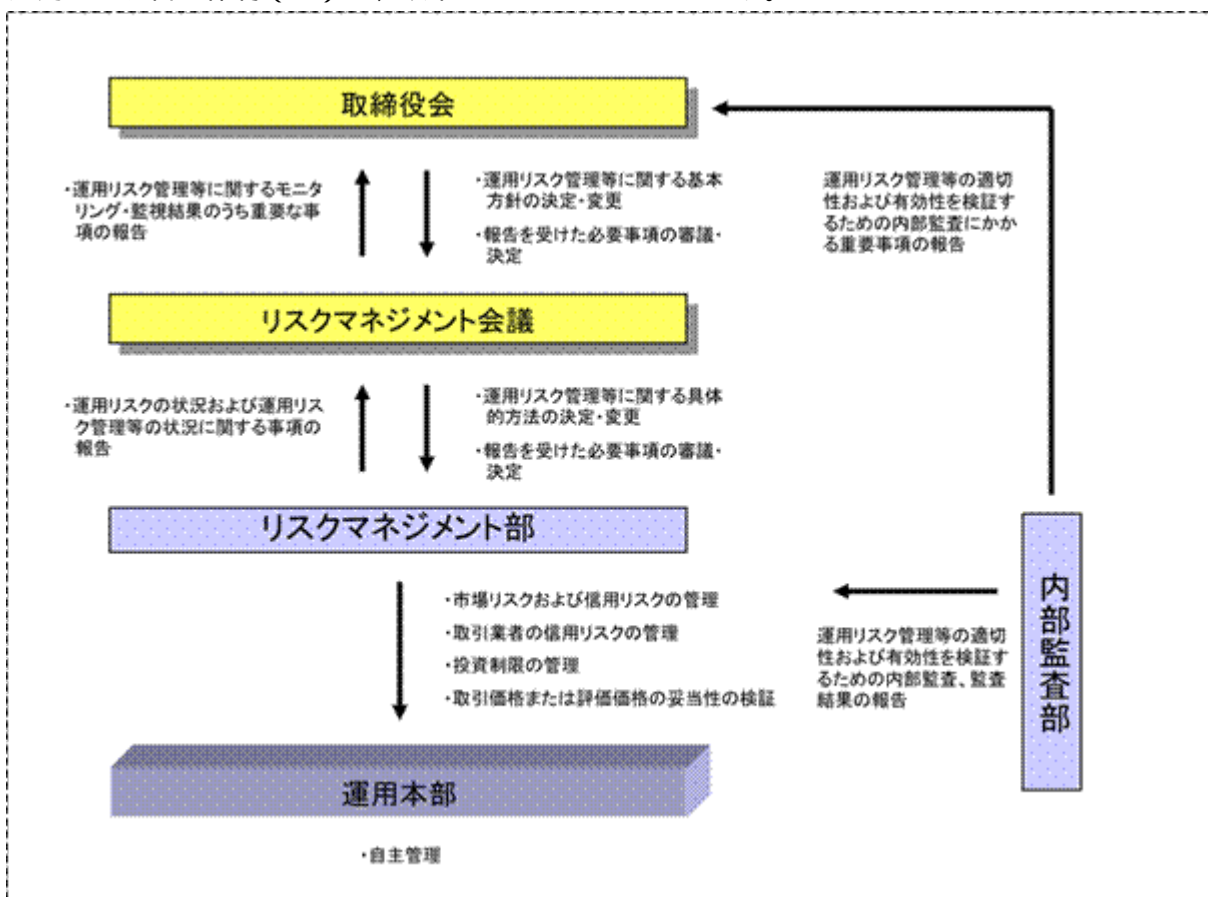 取締役会
・運用リスク管理等に関するモニ
タリング・監視結果のうち重要な事
項の報告
・運用リスク管理等に関する基本
方針の決定・変更
・報告を受けた必要事項の審議・
決定
運用リスク管理等の適切
性および有効性を検証す
るための内部監査にかか
る重要事項の報告
リスクマネジメント会議
・運用リスクの状況および運用リス
ク管理等の状況に関する事項の
報告
・運用リスク管理等に関する具体
的方法の決定・変更
・報告を受けた必要事項の審議・
決定
リスクマネジメント部
・市場リスクおよび信用リスクの管理
・取引業者の信用リスクの管理
・投資制限の管理
・取引価格または評価価格の妥当性の検証
運用リスク管理等の適切
性および有効性を検証す
るための内部監査、監査
結果の報告
内部監査部
運用本部
・自主管理